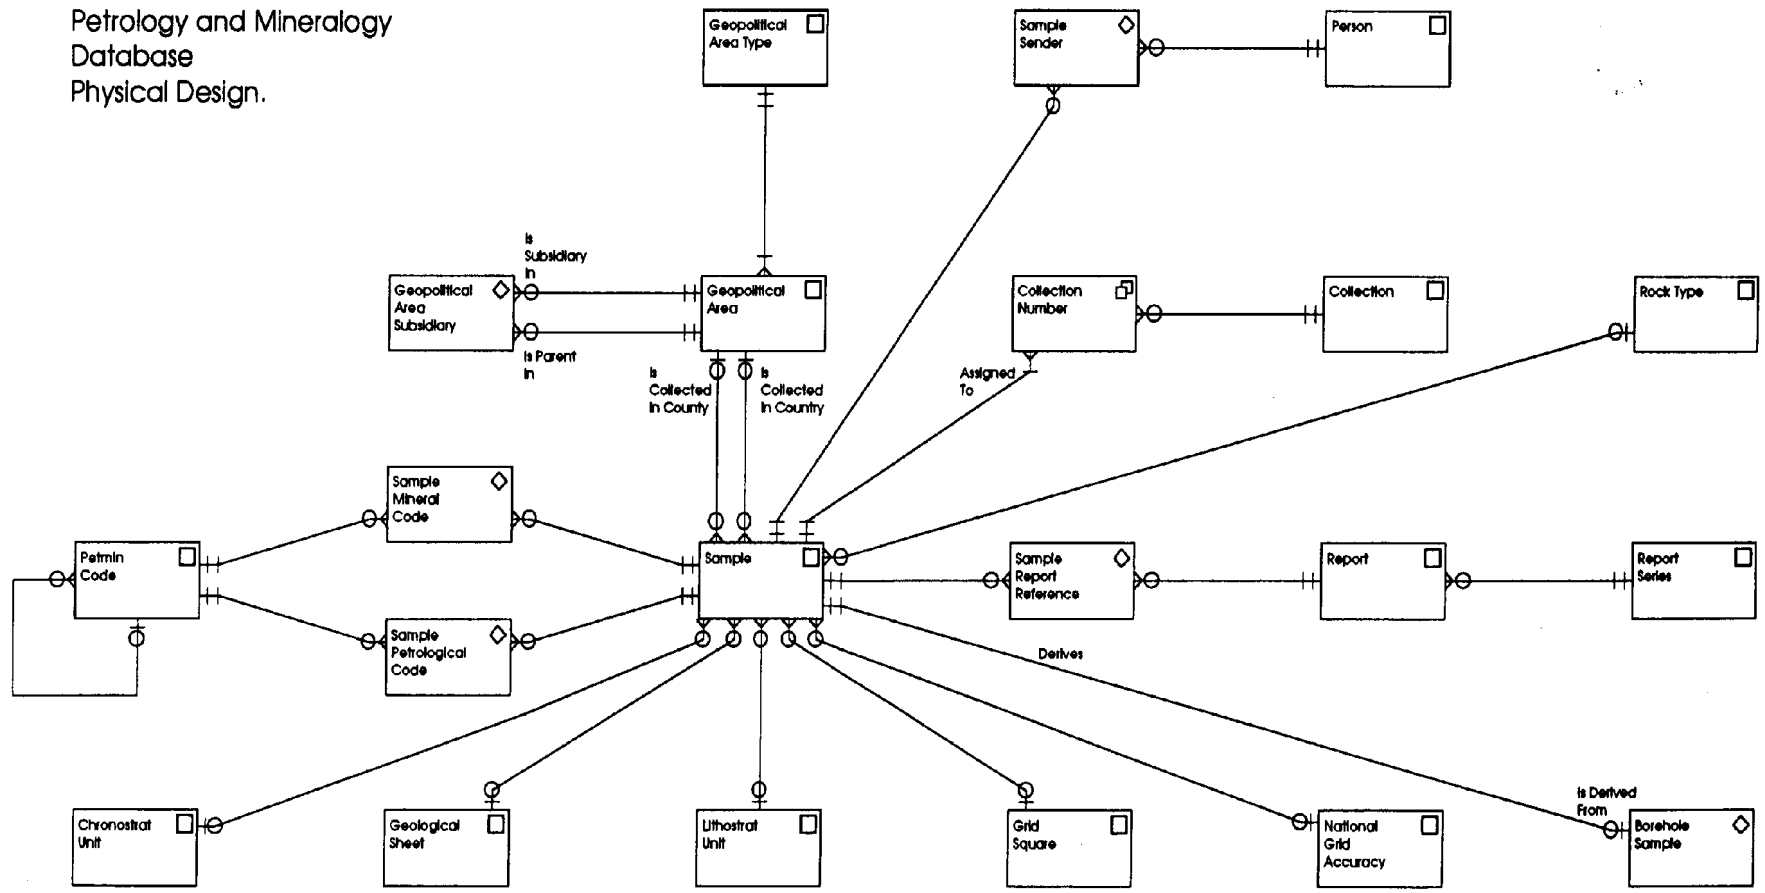 Petrology and Mineralogy
Database
Physical Design.
Geopolitical
Area Type
Sample
Sender
Person
Is
Subsidiary
In
Geopolitical
Area
Subsidiary
Geopolitical
Area
Collection
Number
Collection
Rock Type
Is Parent
In
Is
Collected
In County
Is
Collected
In Country
Assigned
To
Sample
Mineral
Code
Petmin
Code
Sample
Sample
Report
Reference
Report
Report
Series
Sample
Petrological
Code
Derives
Is Derived
From
Chronostrat
Unit
Geological
Sheet
Lithostrat
Unit
Grid
Square
National
Grid
Accuracy
Borehole
Sample